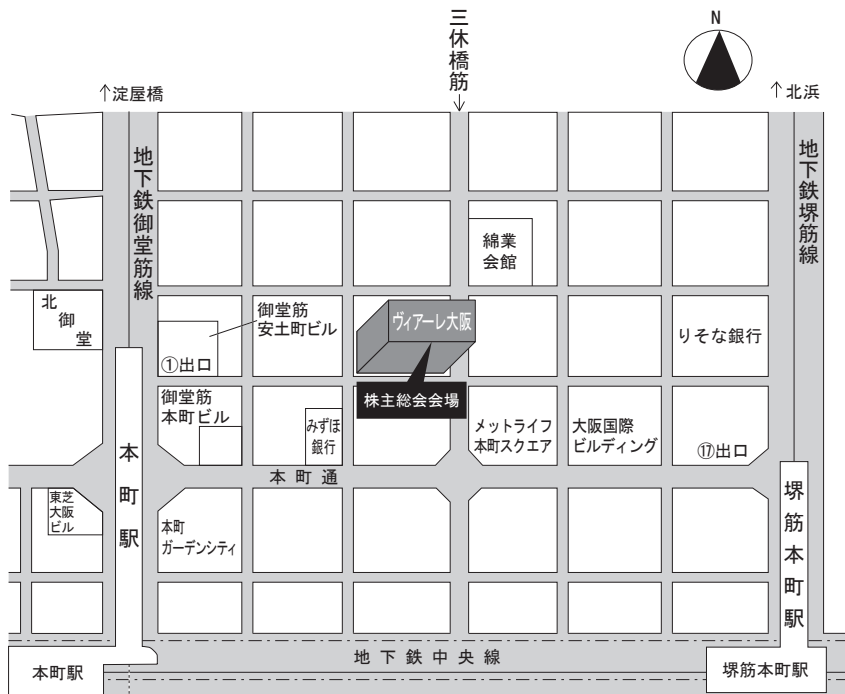 三休橋筋
N
↑淀屋橋
↑北浜
地下鉄御堂筋線
地下鉄堺筋線
綿業
会館
北御堂
御堂筋
安土町ビル
ヴィアーレ大阪
りそな銀行
①出口
株主総会会場
御堂筋
本町ビル
みずほ
銀行
メットライフ
本町スクエア
大阪国際
ビルディング
⑰出口
本町駅
本町通
堺筋本町駅
東芝
大阪
ビル
本町
ガーデンシティ
地下鉄中央線
本町駅
堺筋本町駅